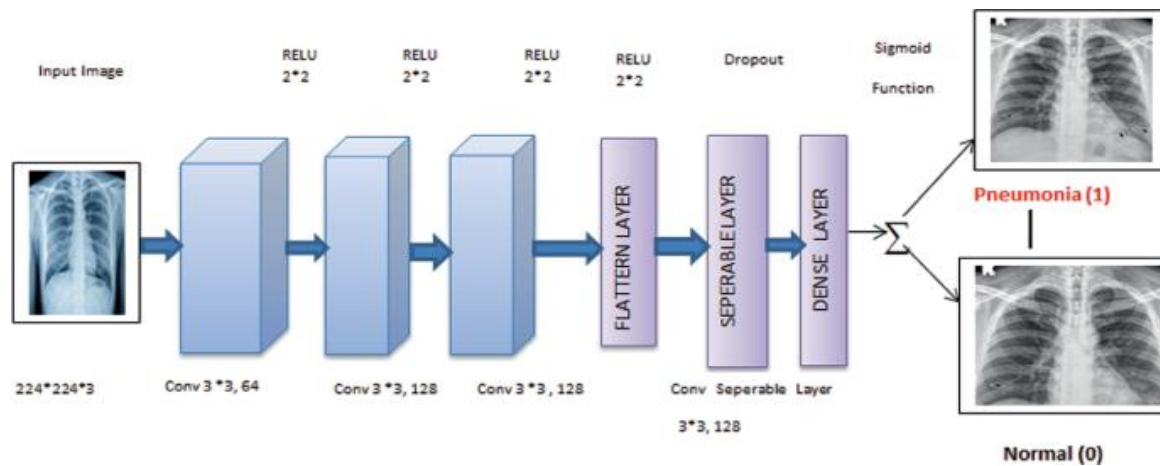 Input Image
RELU
2*2
RELU
2*2
RELU
2*2
RELU
2*2
Dropout
Sigmoid
Function
FLATTERN LAYER
SEPERABLE LAYER
DENSE LAYER
Σ
Pneumonia (1)
224*224*3
Conv 3 *3, 64
Conv 3 *3, 128
Conv 3 *3 , 128
Conv Seperable Layer
3*3, 128
Normal (0)